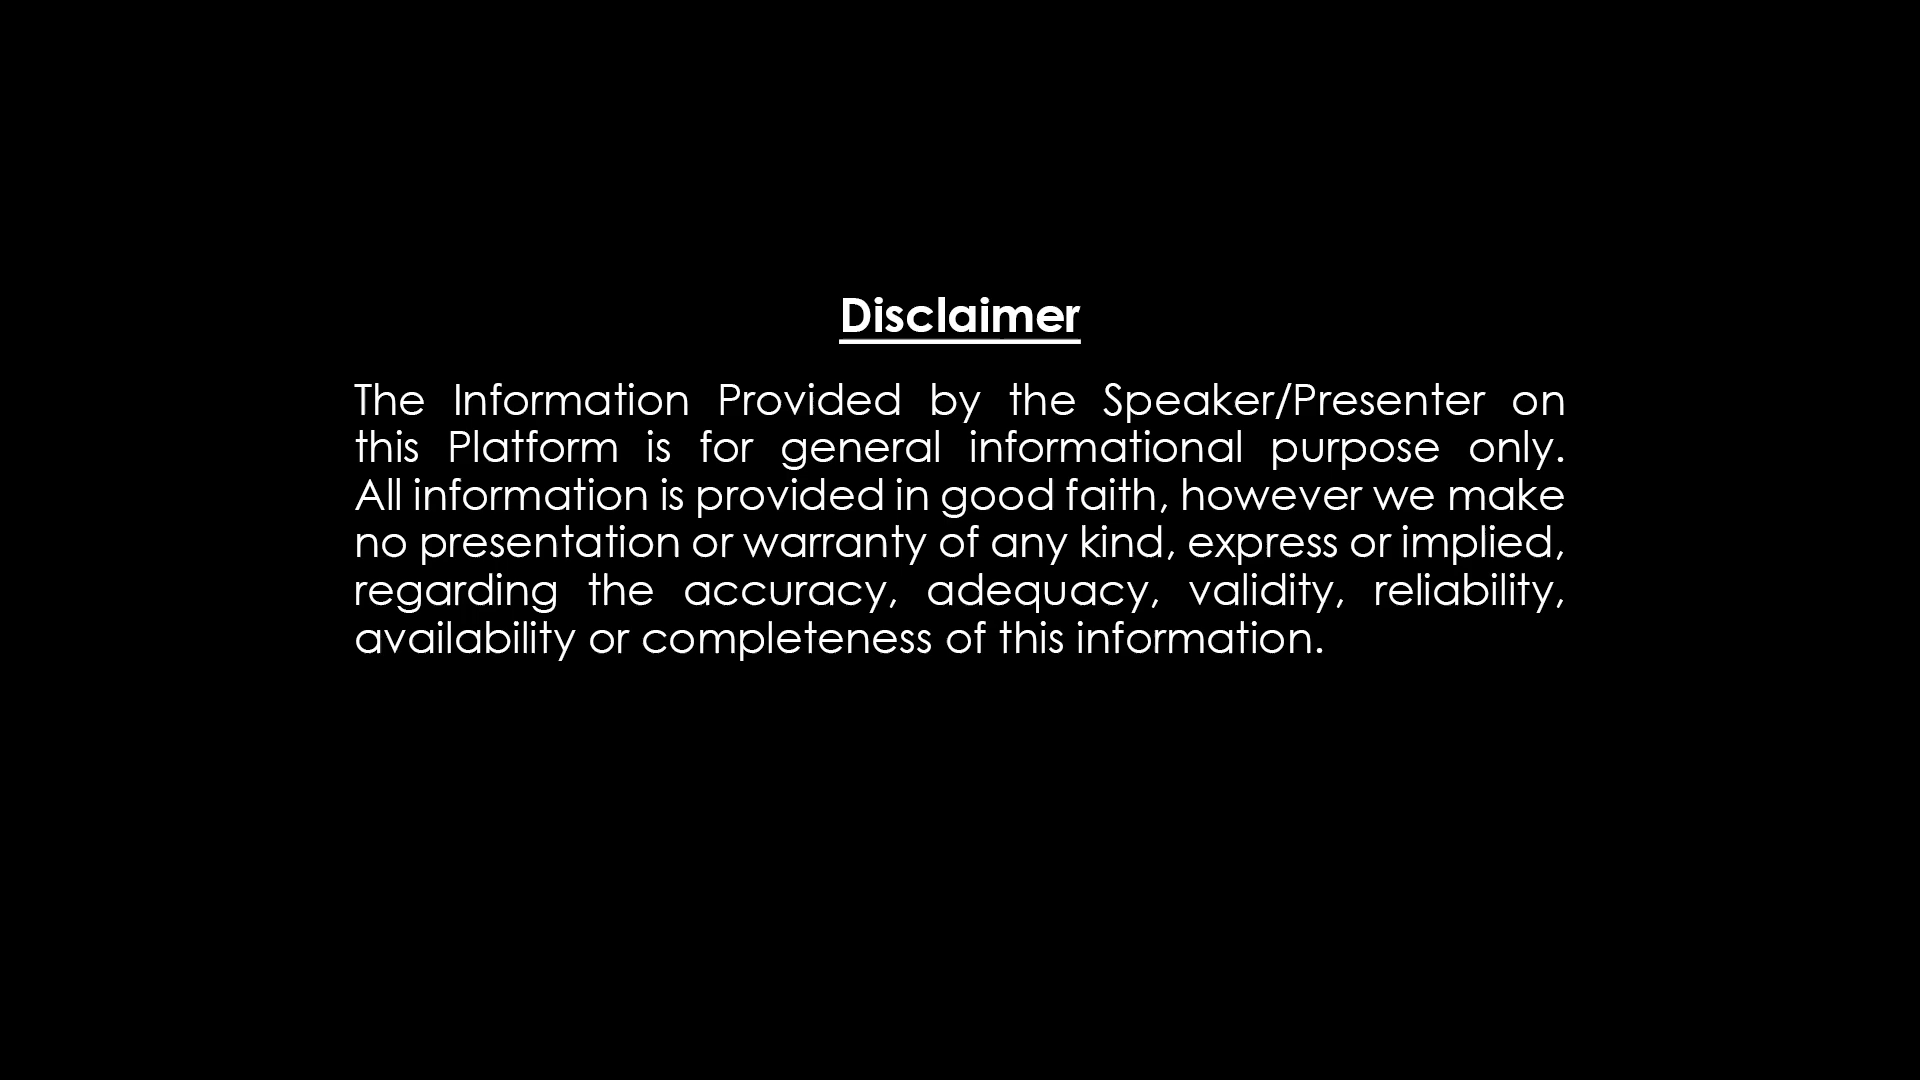 Disclaimer
The Information Provided by the Speaker/Presenter on
this Platform is for general informational purpose only.
All information is provided in good faith, however we make
no presentation or warranty of any kind, express or implied,
regarding the accuracy, adequacy, validity, reliability,
availability or completeness of this information.